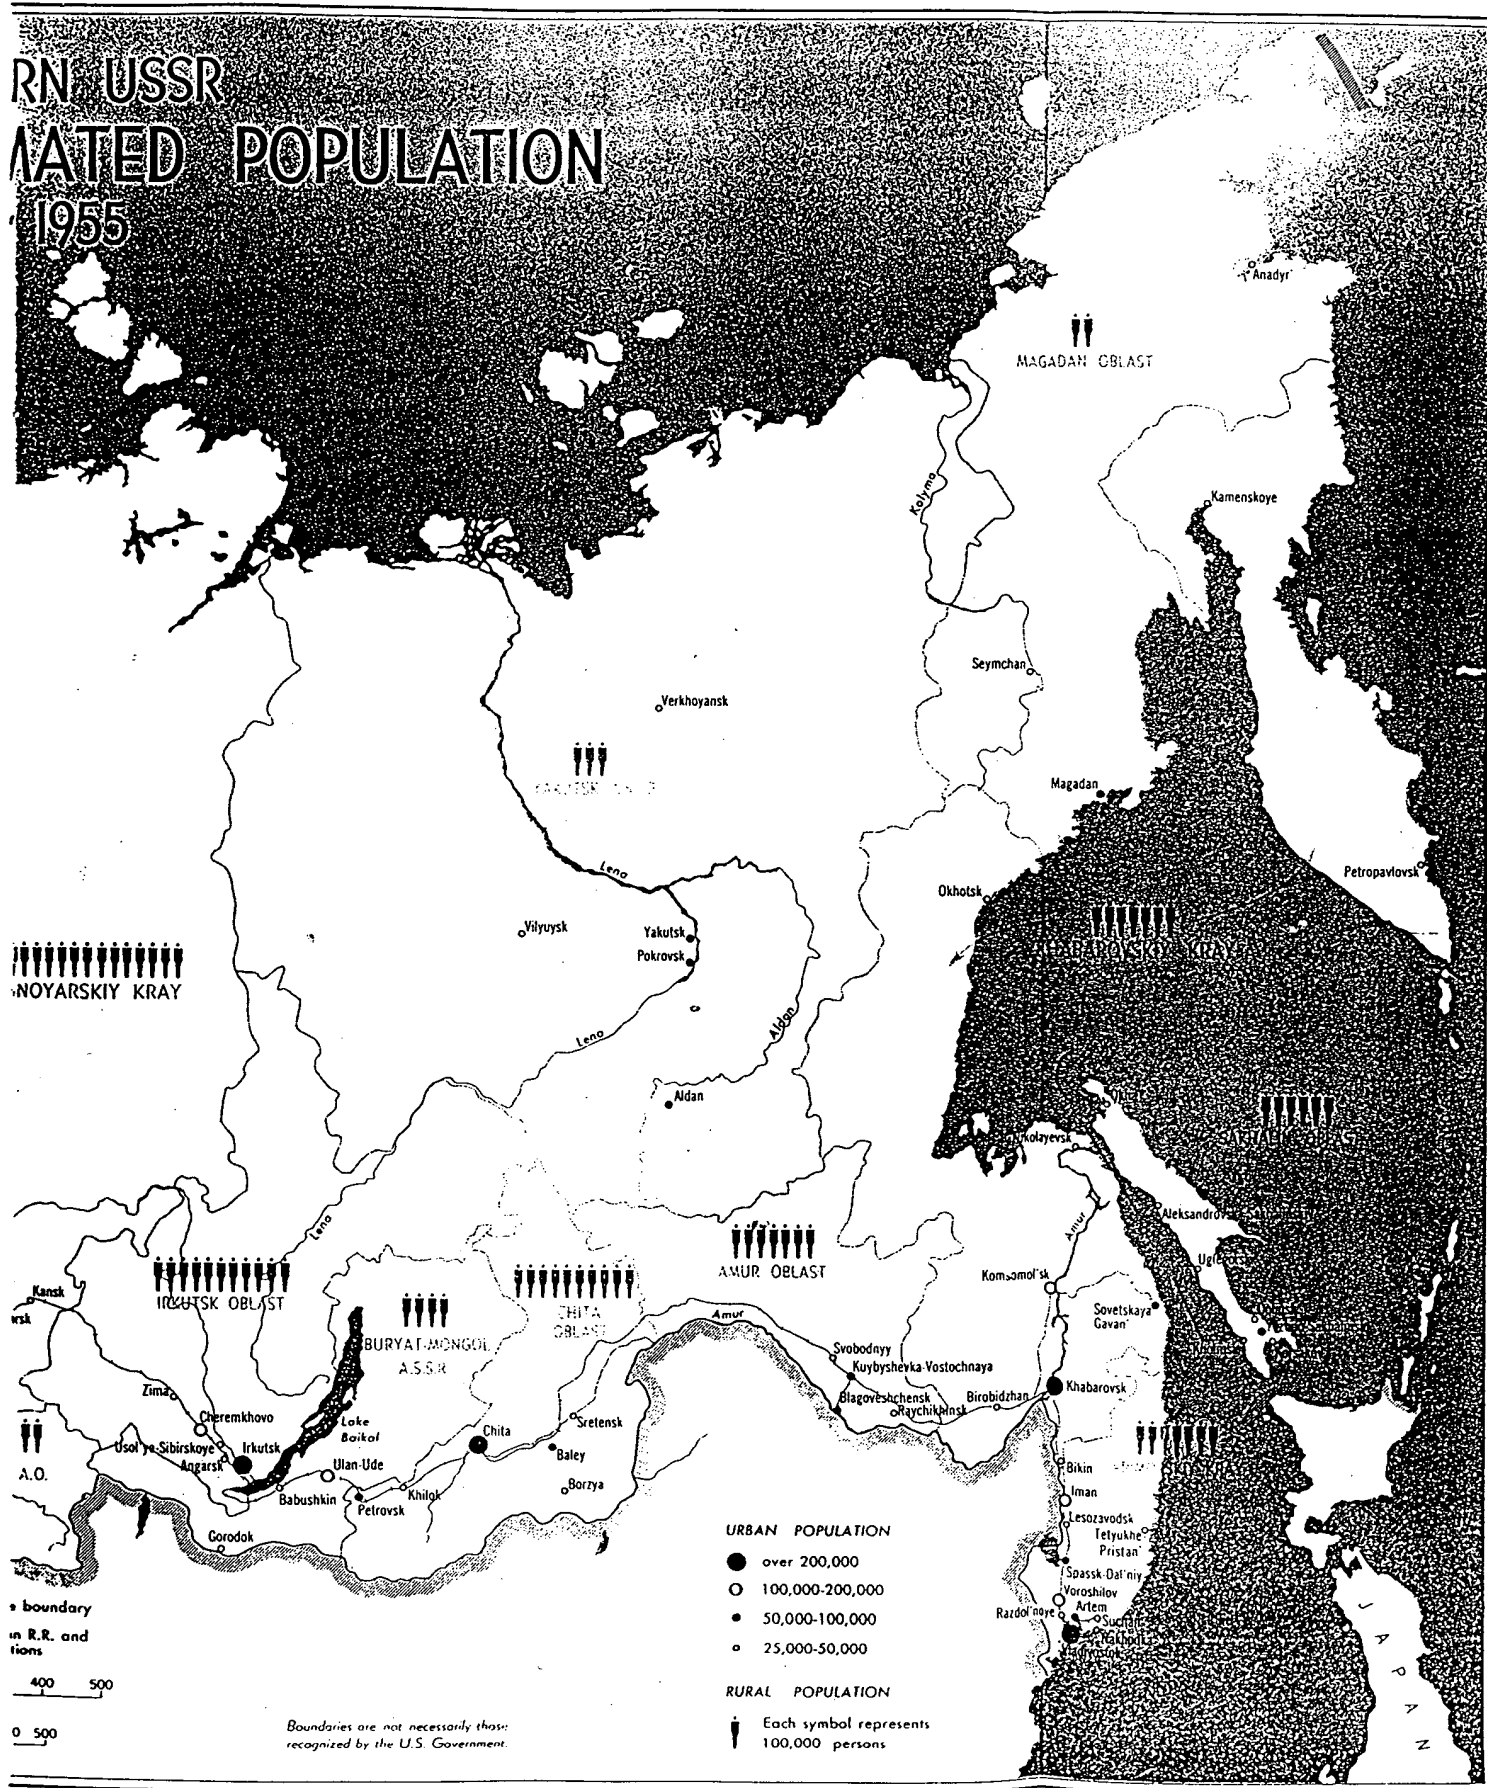 RN USSR
MATED POPULATION
1955
Anadyr'
MAGADAN OBLAST
Kolyma
Kamenskoye
Seymchan
Verkhoyansk
Magadan
Lena
Petropavlovsk
Okhotsk
Vilyuysk
Yakutsk
Pokrovsk
KHABAROVSKIY KRAY
NOYARSKIY KRAY
Lena
Aldan
Aldan
Nikolayevsk
Lena
Amur
AMUR OBLAST
Komsomol'sk
Kansk
IRKUTSK OBLAST
CHITA
OBLAST
Sovetskaya
Gavan'
BURYAT-MONGOL
A.S.S.R
Amur
Svobodnyy
Kuybyshevka-Vostochnaya
Blagoveshchensk
Raychikhinsk
Birobidzhan
Khabarovsk
Zima
Cheremkhovo
Usol'ye-Sibirskoye
Angarsk
Irkutsk
Lake
Baikal
Ulan-Ude
Babushkin
Petrovsk
Khilok
Chita
Sretensk
Baley
Borzya
A.O.
Gorodok
Bikin
Iman
Lesozavodsk
Tetyukhe
Pristan'
Spassk-Dal'niy
Voroshilov
Artem
Razdol'noye
Suchan
Nakhodka
Vladivostok
JAPAN
URBAN POPULATION
over 200,000
100,000-200,000
50,000-100,000
25,000-50,000
RURAL POPULATION
Each symbol represents
100,000 persons
boundary
R.R. and
tions
400 500
0 500
Boundaries are not necessarily those
recognized by the U.S. Government.